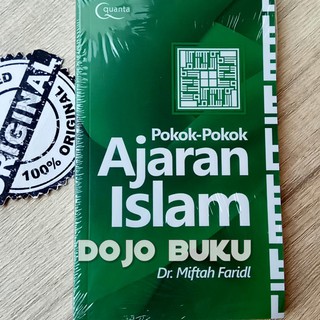 quanta
Pokok-Pokok
Ajaran
Islam
DOJO BUKU
Dr. Miftah Faridl
ORIGINAL
100%
ORIGINAL